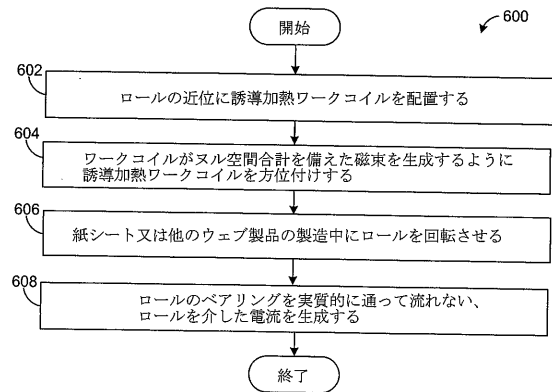 開始
600
602
ロールの近位に誘導加熱ワークコイルを配置する
604
ワークコイルがヌル空間合計を備えた磁束を生成するように
誘導加熱ワークコイルを方位付けする
606
紙シート又は他のウェブ製品の製造中にロールを回転させる
608
ロールのベアリングを実質的に通って流れない、
ロールを介した電流を生成する
終了